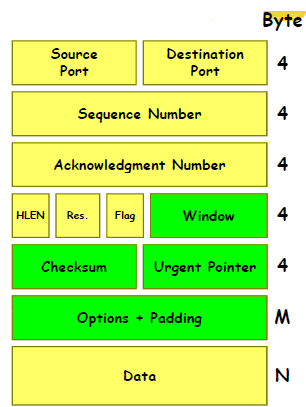 Byte
Source Port Destination Port 4
Sequence Number 4
Acknowledgment Number 4
HLEN Res. Flag Window 4
Checksum Urgent Pointer 4
Options + Padding M
Data N